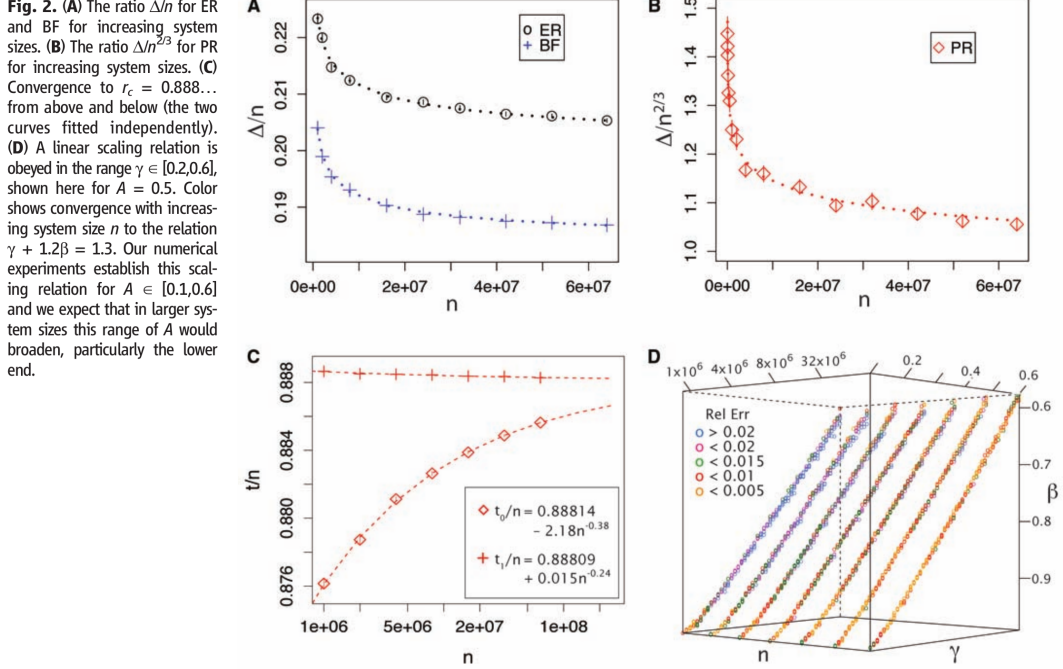 Fig. 2. (A) The ratio Δ/n for ER
and BF for increasing system
sizes. (B) The ratio Δ/n^2/3 for PR
for increasing system sizes. (C)
Convergence to r_c = 0.888...
from above and below (the two
curves fitted independently).
(D) A linear scaling relation is
obeyed in the range γ ∈ [0.2,0.6],
shown here for A = 0.5. Color
shows convergence with increas-
ing system size n to the relation
γ + 1.2β = 1.3. Our numerical
experiments establish this scal-
ing relation for A ∈ [0.1,0.6]
and we expect that in larger sys-
tem sizes this range of A would
broaden, particularly the lower
end.
A
Δ/n
0.22
0.21
0.20
0.19
ER
BF
0e+00 2e+07 4e+07 6e+07
n
B
Δ/n^2/3
1.5
1.4
1.3
1.2
1.1
1.0
PR
0e+00 2e+07 4e+07 6e+07
n
C
t/n
0.888
0.884
0.880
0.876
t_0/n = 0.88814
− 2.18n^-0.38
t_1/n = 0.88809
+ 0.015n^-0.24
1e+06 5e+06 2e+07 1e+08
n
D
1x10^6 4x10^6 8x10^6 32x10^6
0.2 0.4 0.6
Rel Err
> 0.02
< 0.02
< 0.015
< 0.01
< 0.005
0.6
0.7
β
0.8
0.9
n
γ